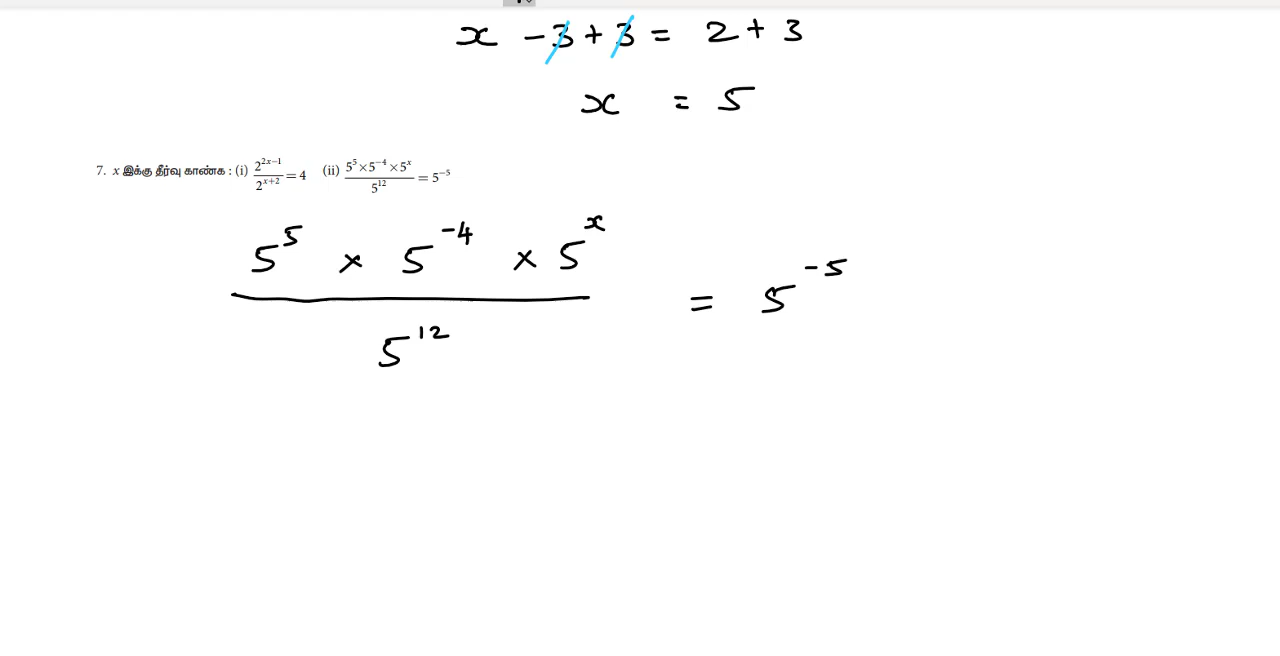 x - 3 + 3 = 2 + 3
x = 5
7. x இக்கு தீர்வு காண்க : (i) 2^{2x-1}/2^{x+2} = 4 (ii) 5^5×5^{-4}×5^x/5^{12} = 5^{-5}
5^5 × 5^{-4} × 5^x
= 5^{-5}
5^{12}